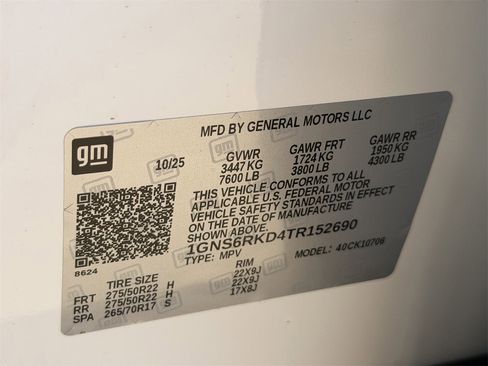 gm
MFD BY GENERAL MOTORS LLC
10/25
GVWR GAWR FRT GAWR RR
3447 KG 1724 KG 1950 KG
7600 LB 3800 LB 4300 LB
THIS VEHICLE CONFORMS TO ALL
APPLICABLE U.S. FEDERAL MOTOR
VEHICLE SAFETY STANDARDS IN EFFECT
ON THE DATE OF MANUFACTURE
SHOWN ABOVE.
1GNS6RKD4TR152690
TYPE: MPV MODEL: 40CK10706
8624
TIRE SIZE RIM
FRT 275/50R22 H 22X9J
RR 275/50R22 H 22X9J
SPA 265/70R17 S 17X8J